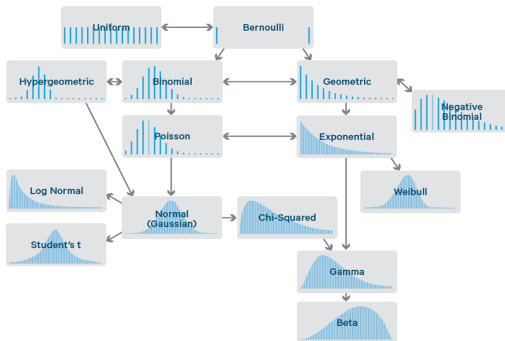 Uniform
Bernoulli
Hypergeometric
Binomial
Geometric
Negative
Binomial
Poisson
Exponential
Log Normal
Weibull
Normal
(Gaussian)
Chi-Squared
Student's t
Gamma
Beta